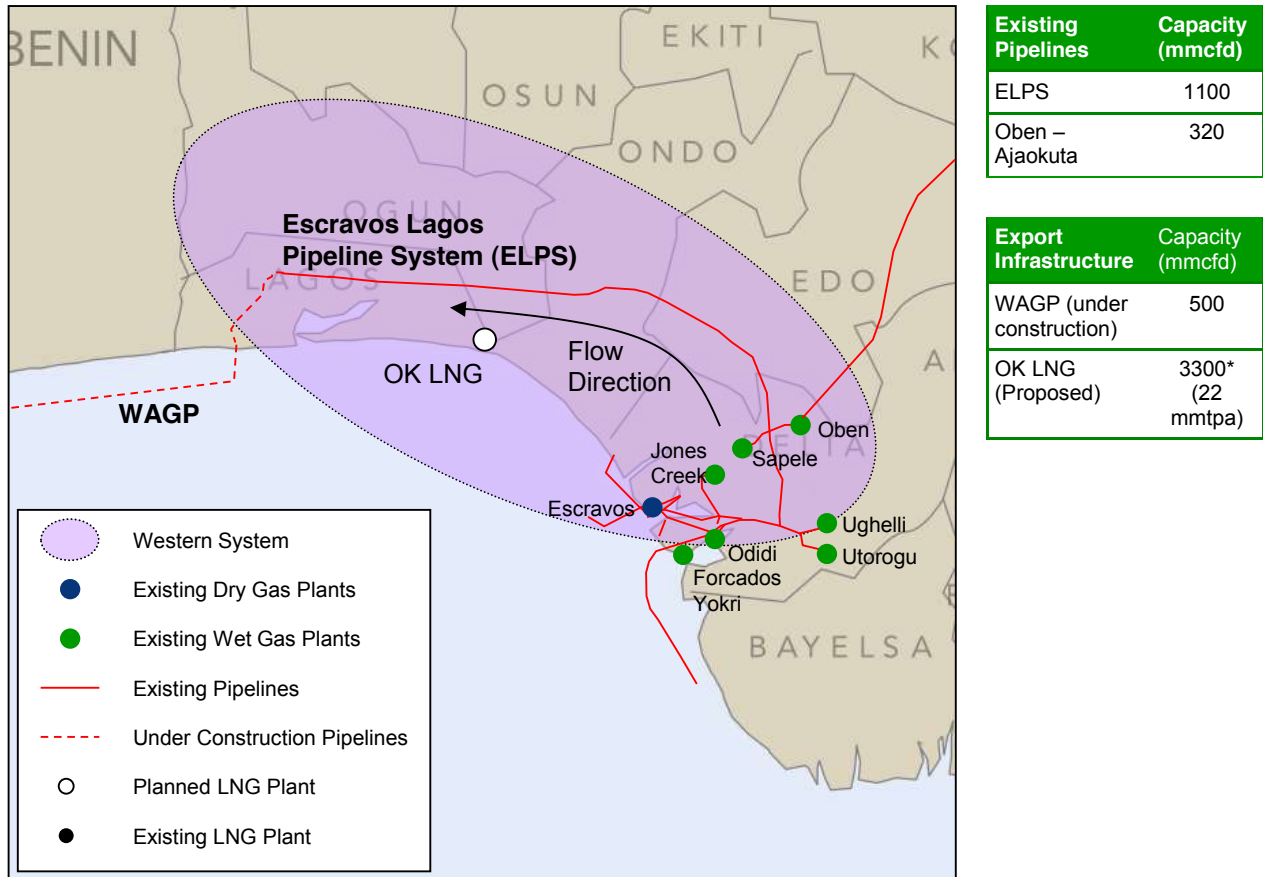 BENIN
EKITI
K
OSUN
ONDO
OGUN
Escravos Lagos
Pipeline System (ELPS)
LAGOS
EDO
A
OK LNG
Flow
Direction
WAGP
Oben
DELTA
Jones
Creek
Sapele
Escravos
Ughelli
Odidi
Utorogu
Forcados
Yokri
BAYELSA
Western System
Existing Dry Gas Plants
Existing Wet Gas Plants
Existing Pipelines
Under Construction Pipelines
Planned LNG Plant
Existing LNG Plant
Existing Capacity
Pipelines (mmcfd)
ELPS 1100
Oben – 320
Ajaokuta
Export Capacity
Infrastructure (mmcfd)
WAGP (under 500
construction)
OK LNG 3300*
(Proposed) (22
mmtpa)